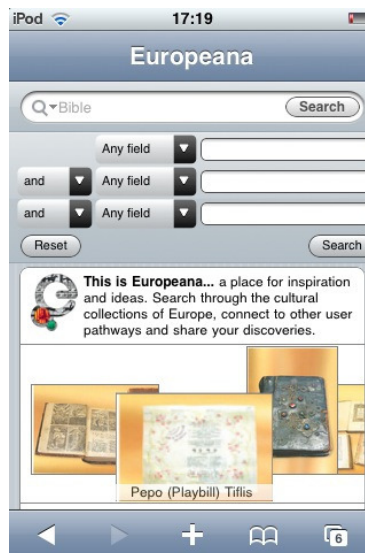 iPod 17:19
Europeana
Bible Search
Any field
and Any field
and Any field
Reset Search
This is Europeana... a place for inspiration
and ideas. Search through the cultural
collections of Europe, connect to other user
pathways and share your discoveries.
Pepo (Playbill) Tiflis
6